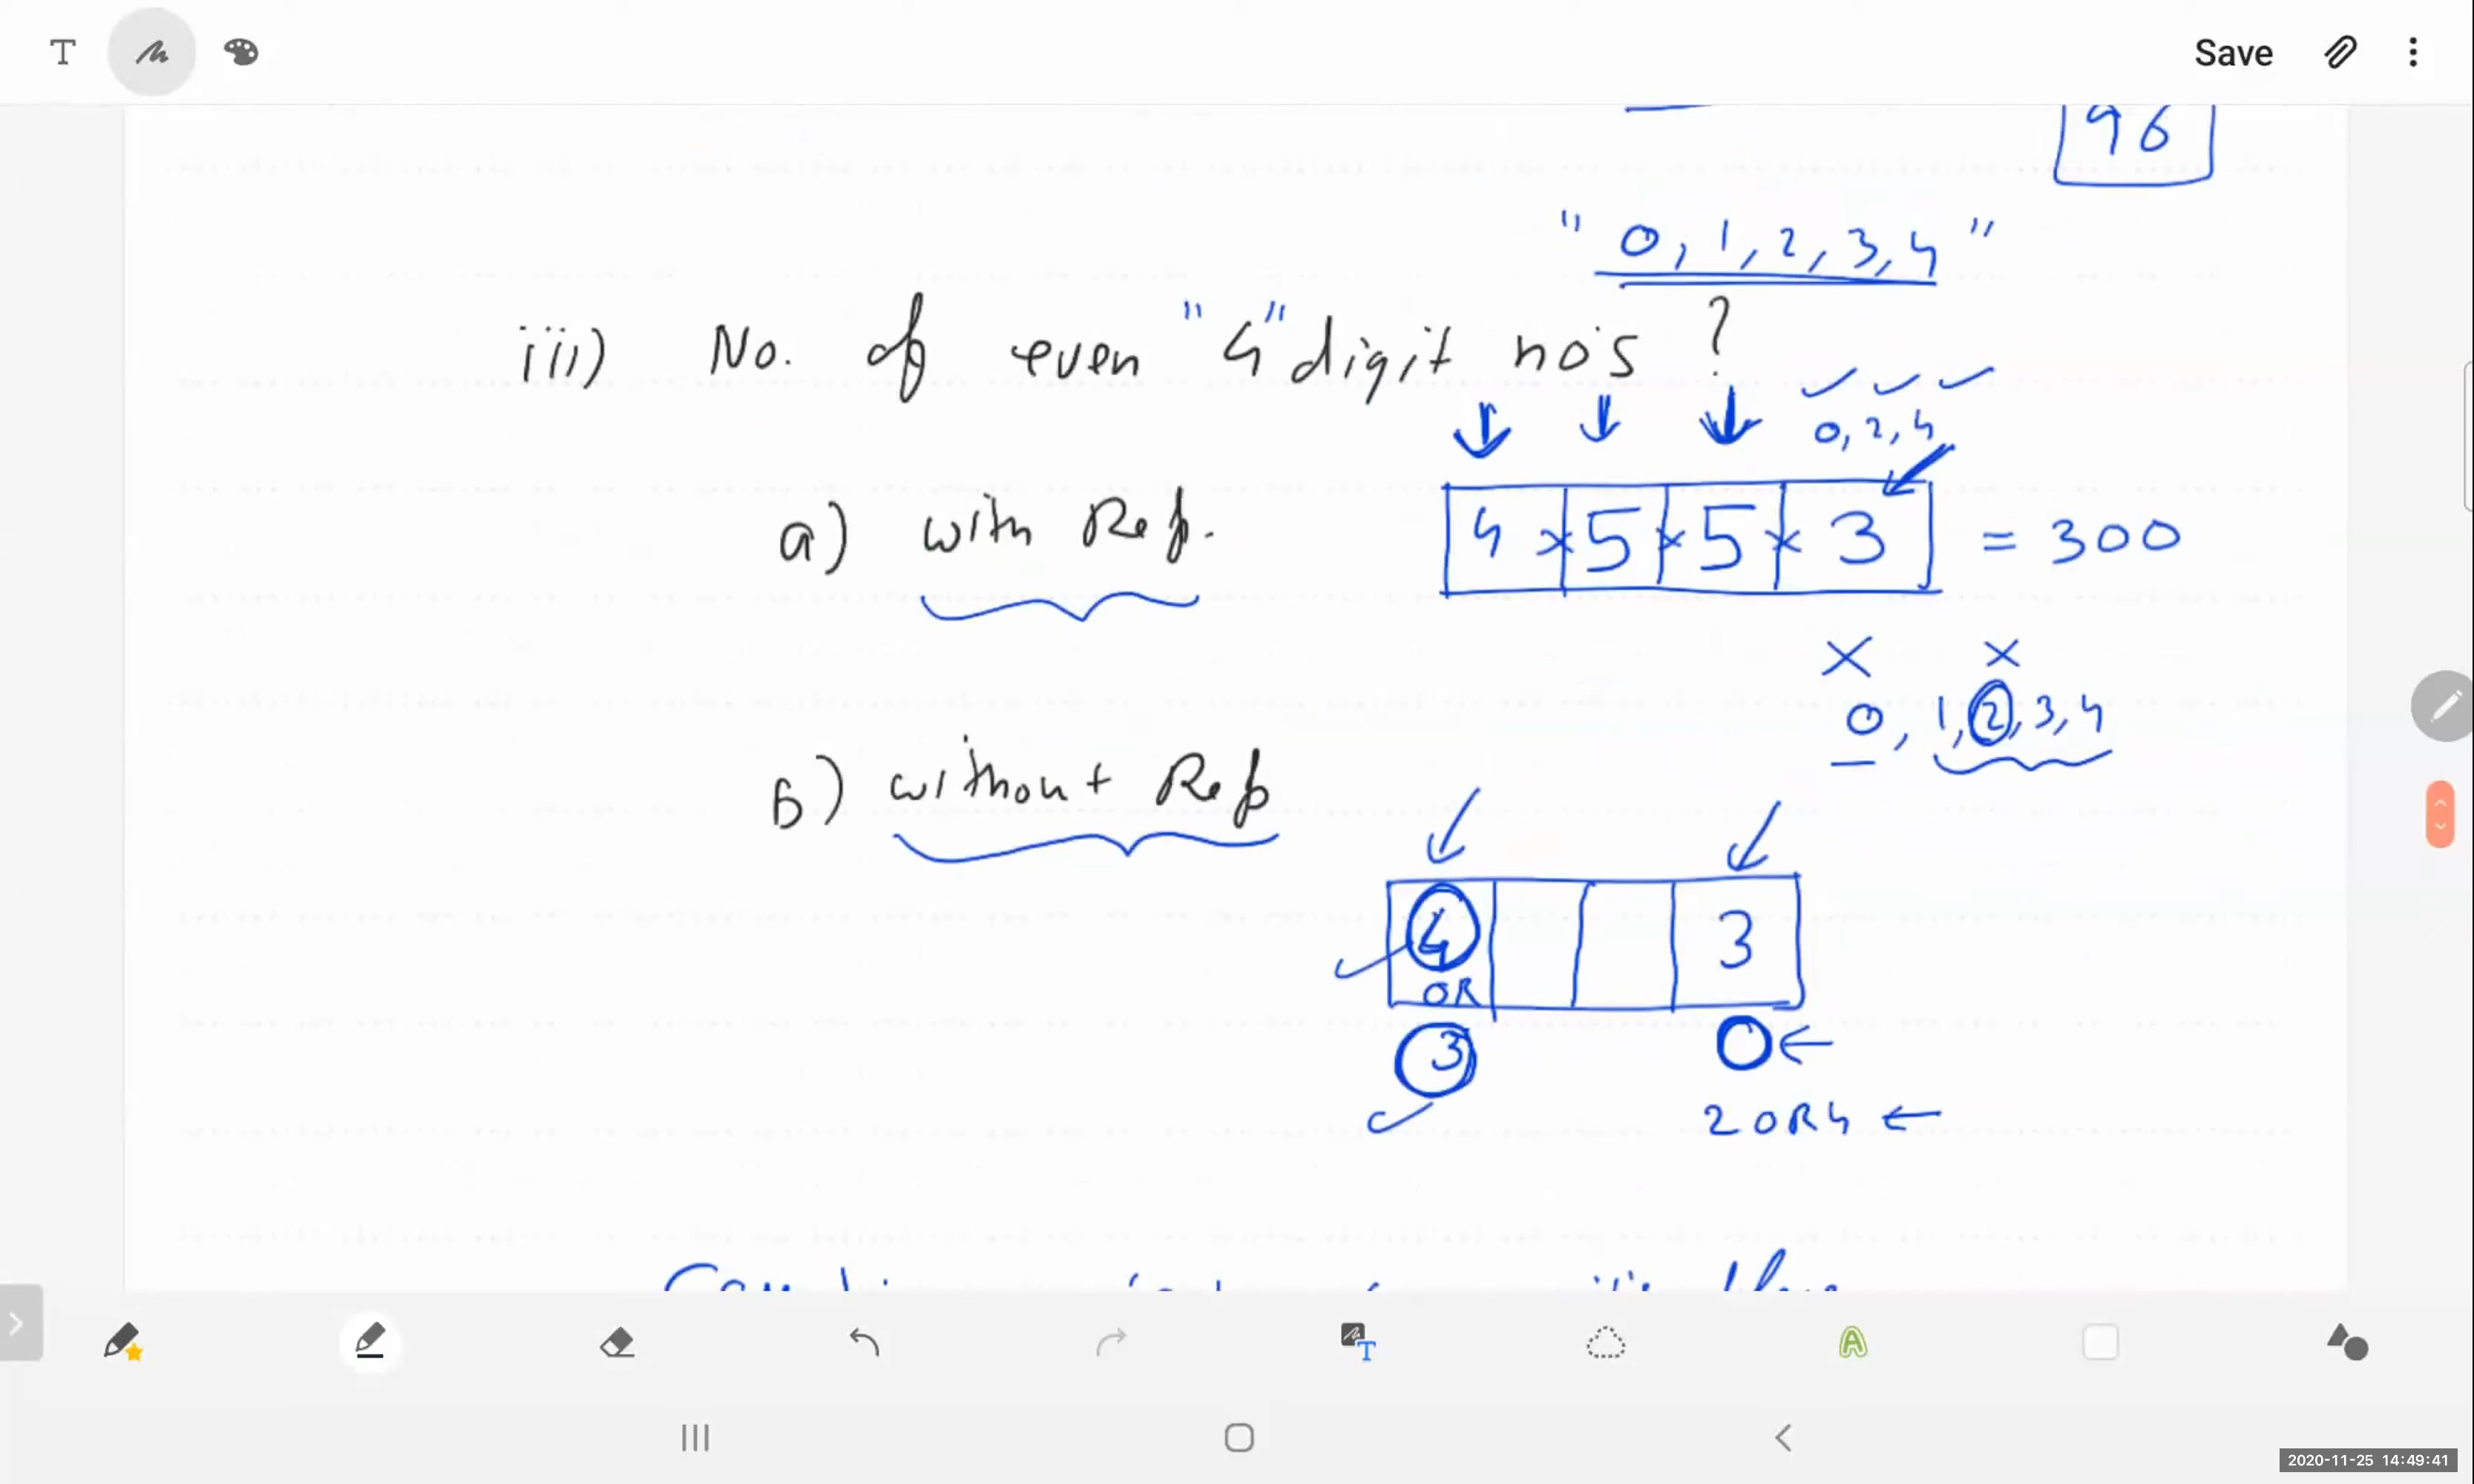 Save
96
" 0, 1, 2, 3, 4 "
iii) No. of even "4" digit no's ?
0, 2, 4
a) with Rep. 4 × 5 × 5 × 3 = 300
× ×
0, 1, 2, 3, 4
b) without Rep
4 3
OR
3 0 ←
2 OR 4 ←
2020-11-25 14:49:41